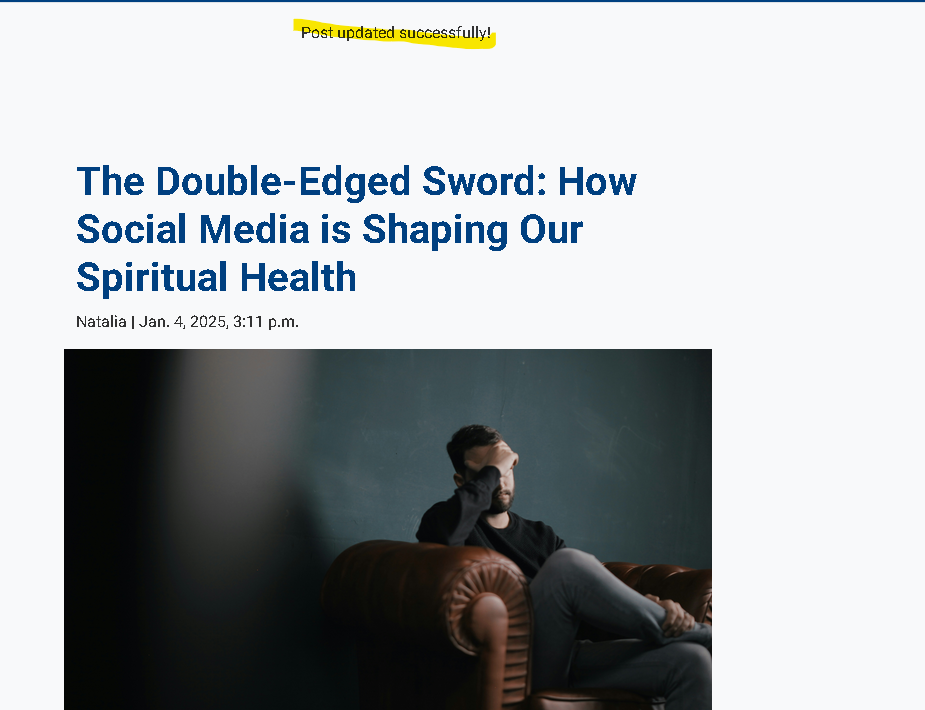 Post updated successfully!
The Double-Edged Sword: How
Social Media is Shaping Our
Spiritual Health
Natalia | Jan. 4, 2025, 3:11 p.m.